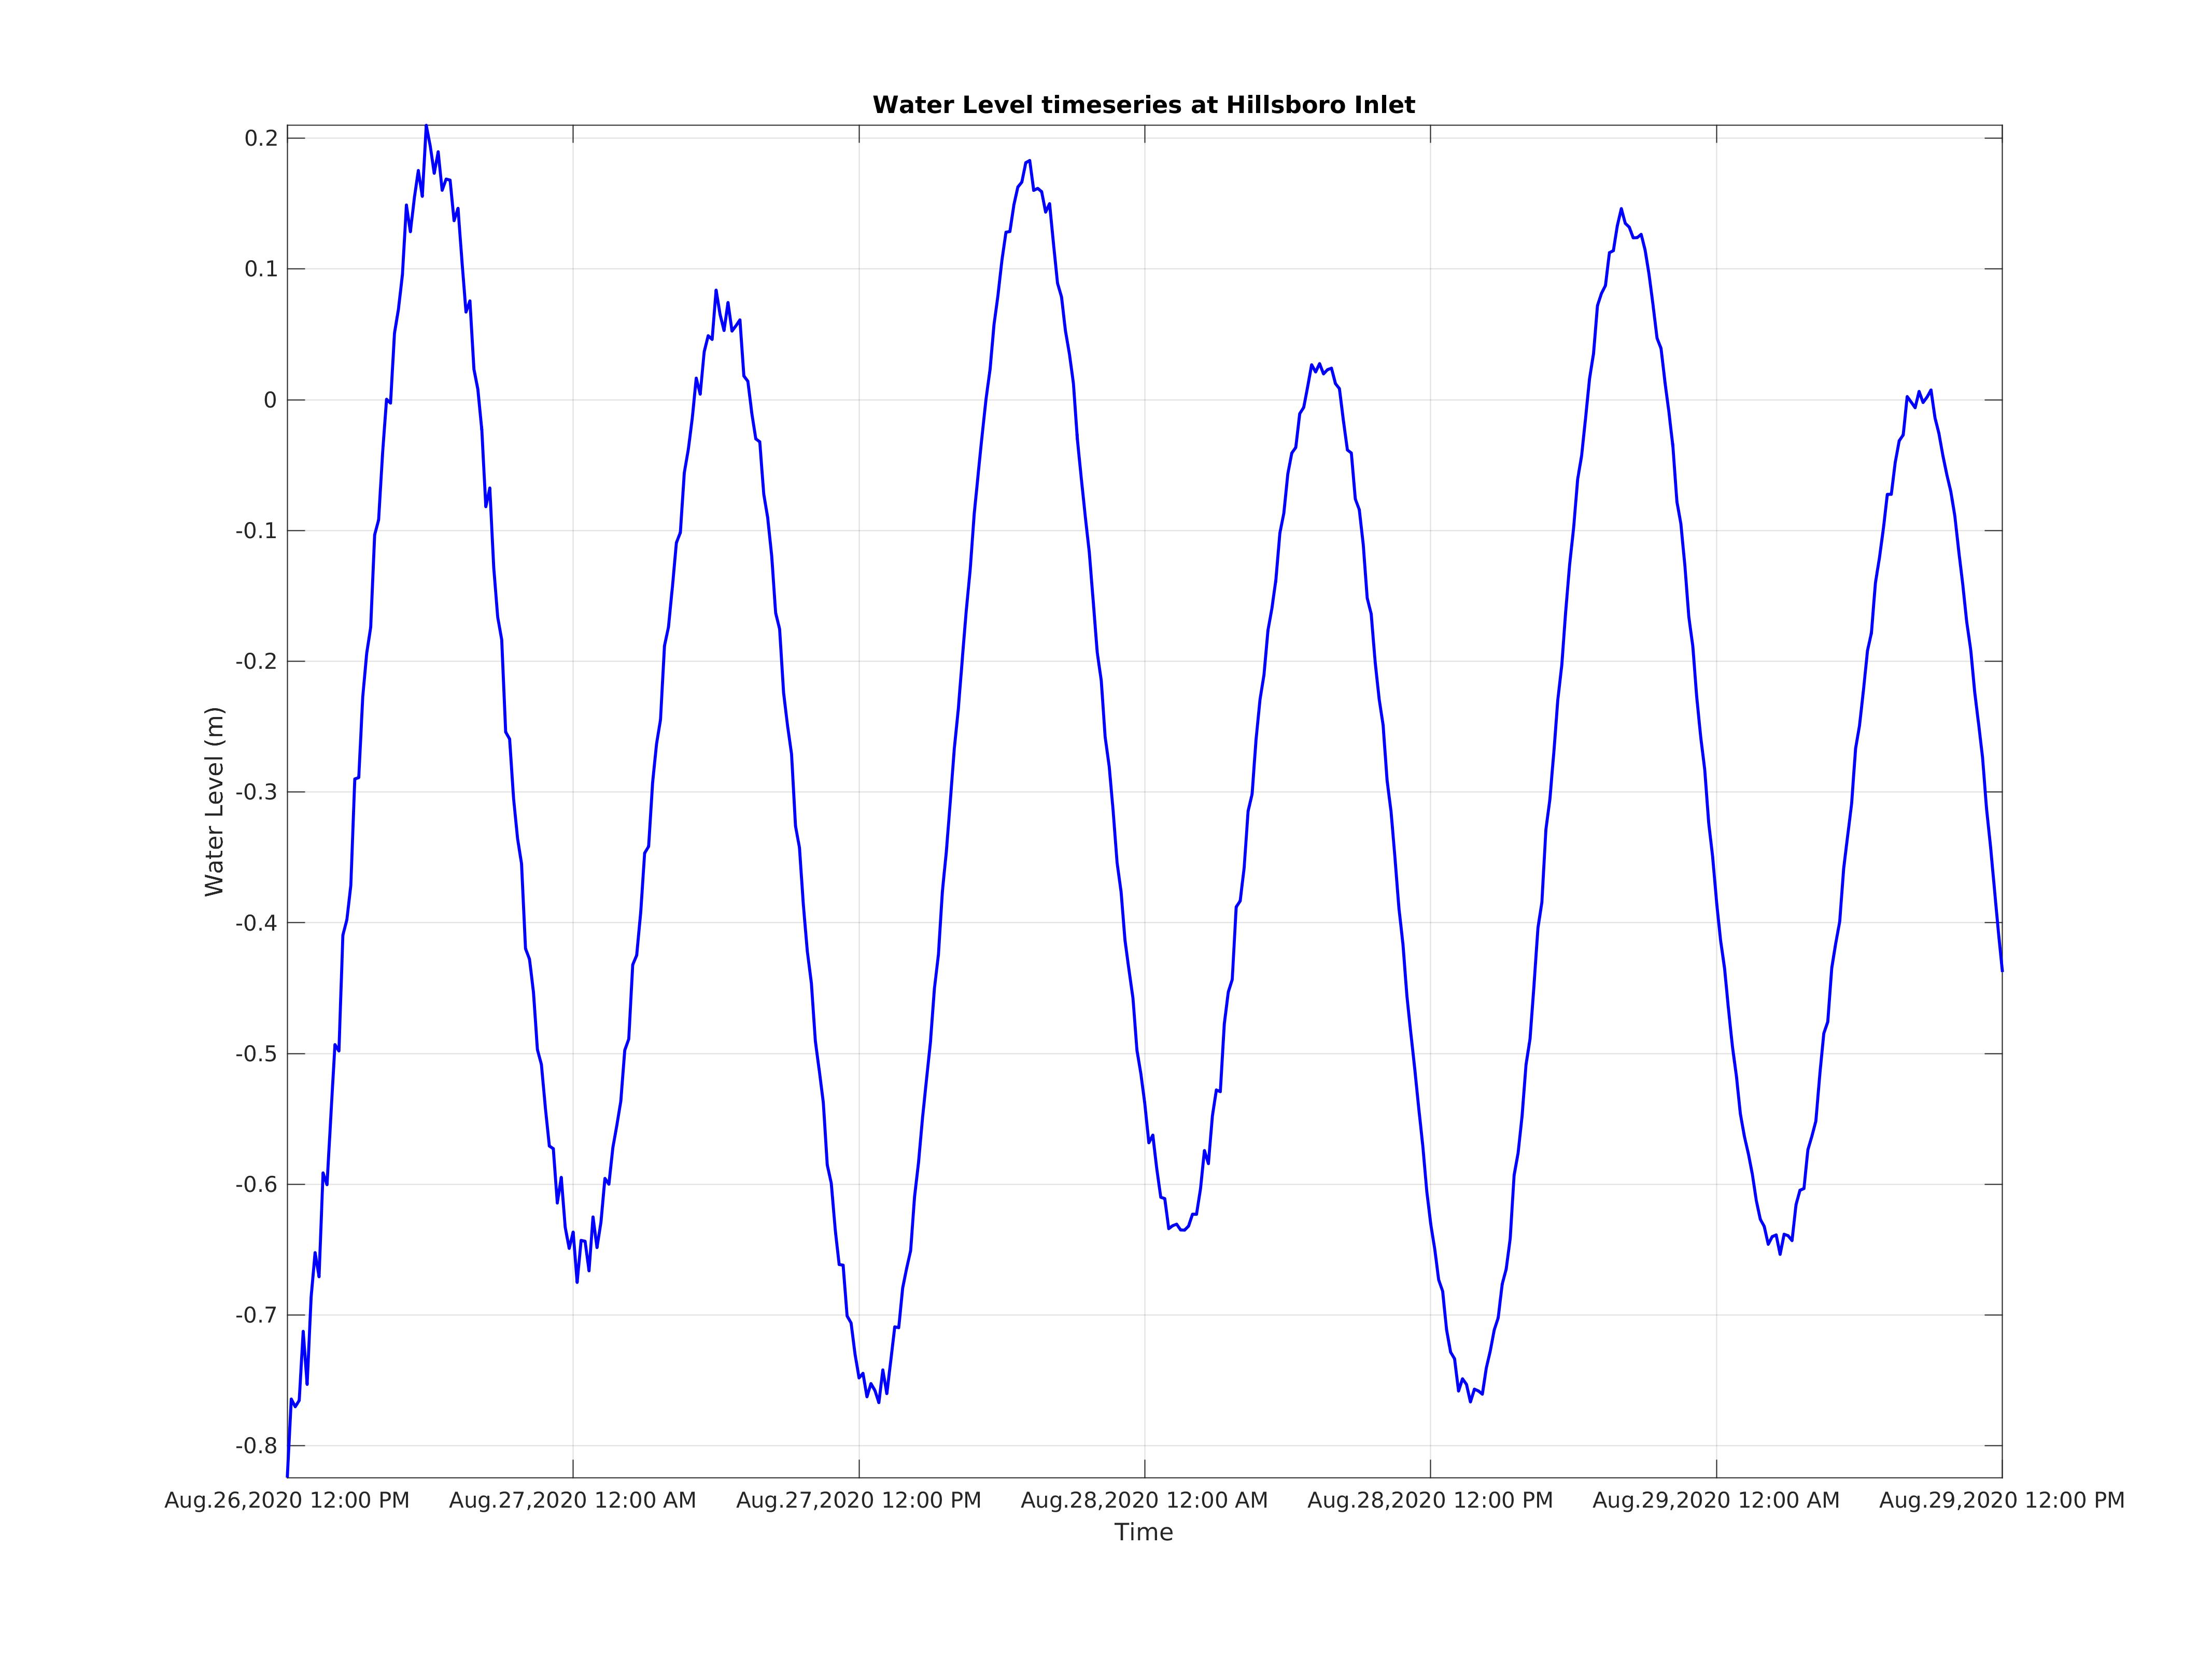 Water Level timeseries at Hillsboro Inlet
0.2
0.1
0
-0.1
-0.2
-0.3
-0.4
-0.5
-0.6
-0.7
-0.8
Water Level (m)
Aug.26,2020 12:00 PM Aug.27,2020 12:00 AM Aug.27,2020 12:00 PM Aug.28,2020 12:00 AM Aug.28,2020 12:00 PM Aug.29,2020 12:00 AM Aug.29,2020 12:00 PM
Time